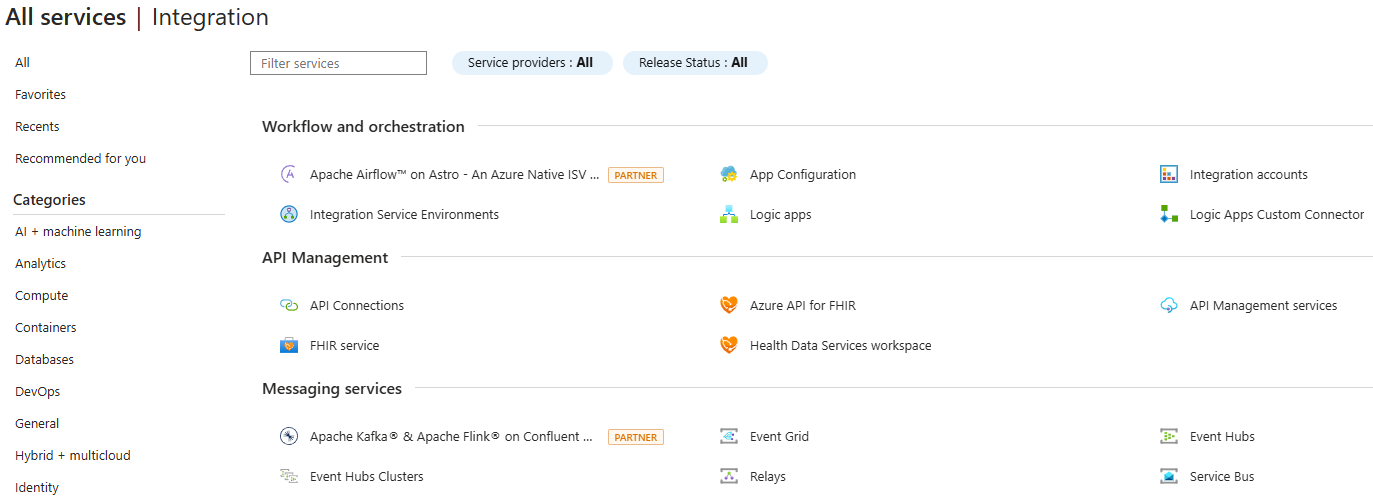 All services | Integration
All
Favorites
Recents
Recommended for you
Categories
AI + machine learning
Analytics
Compute
Containers
Databases
DevOps
General
Hybrid + multicloud
Identity
Filter services
Service providers : All
Release Status : All
Workflow and orchestration
Apache Airflow™ on Astro - An Azure Native ISV ... PARTNER
App Configuration
Integration accounts
Integration Service Environments
Logic apps
Logic Apps Custom Connector
API Management
API Connections
Azure API for FHIR
API Management services
FHIR service
Health Data Services workspace
Messaging services
Apache Kafka® & Apache Flink® on Confluent ... PARTNER
Event Grid
Event Hubs
Event Hubs Clusters
Relays
Service Bus